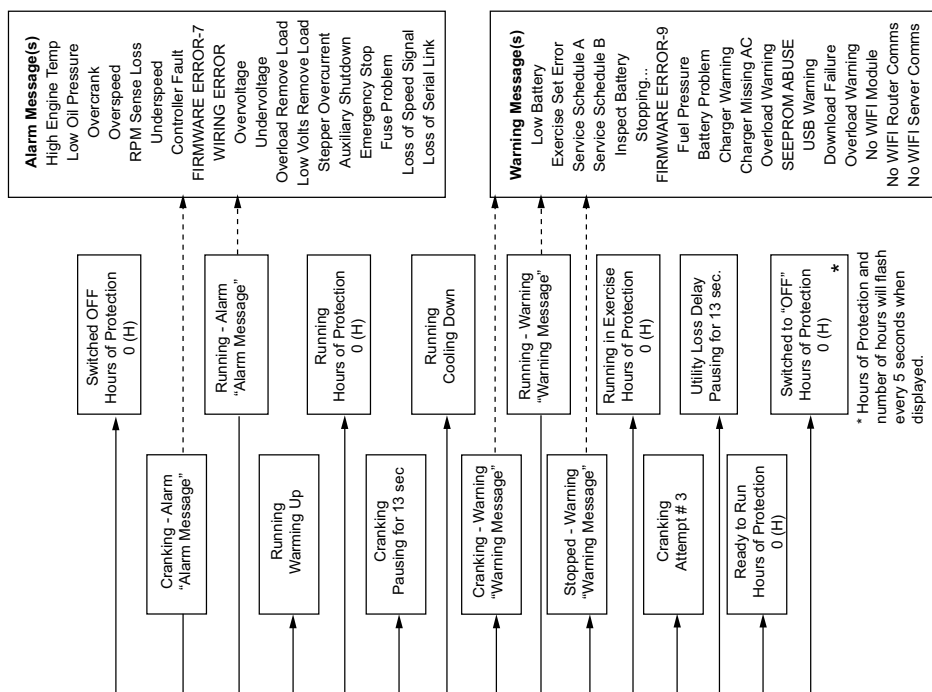 Alarm Message(s)
High Engine Temp
Low Oil Pressure
Overcrank
Overspeed
RPM Sense Loss
Underspeed
Controller Fault
FIRMWARE ERROR-7
WIRING ERROR
Overvoltage
Undervoltage
Overload Remove Load
Low Volts Remove Load
Stepper Overcurrent
Auxiliary Shutdown
Emergency Stop
Fuse Problem
Loss of Speed Signal
Loss of Serial Link
Warning Message(s)
Low Battery
Exercise Set Error
Service Schedule A
Service Schedule B
Inspect Battery
Stopping...
FIRMWARE ERROR-9
Fuel Pressure
Battery Problem
Charger Warning
Charger Missing AC
Overload Warning
SEEPROM ABUSE
USB Warning
Download Failure
Overload Warning
No WIFI Module
No WIFI Router Comms
No WIFI Server Comms
Switched OFF
Hours of Protection
0 (H)
Running - Alarm
“Alarm Message”
Running
Hours of Protection
0 (H)
Running
Cooling Down
Running - Warning
“Warning Message”
Running in Exercise
Hours of Protection
0 (H)
Utility Loss Delay
Pausing for 13 sec.
Switched to “OFF”
Hours of Protection
0 (H)
*
* Hours of Protection and
number of hours will flash
every 5 seconds when
displayed.
Cranking - Alarm
“Alarm Message”
Running
Warming Up
Cranking
Pausing for 13 sec
Cranking - Warning
“Warning Message”
Stopped - Warning
“Warning Message”
Cranking
Attempt # 3
Ready to Run
Hours of Protection
0 (H)